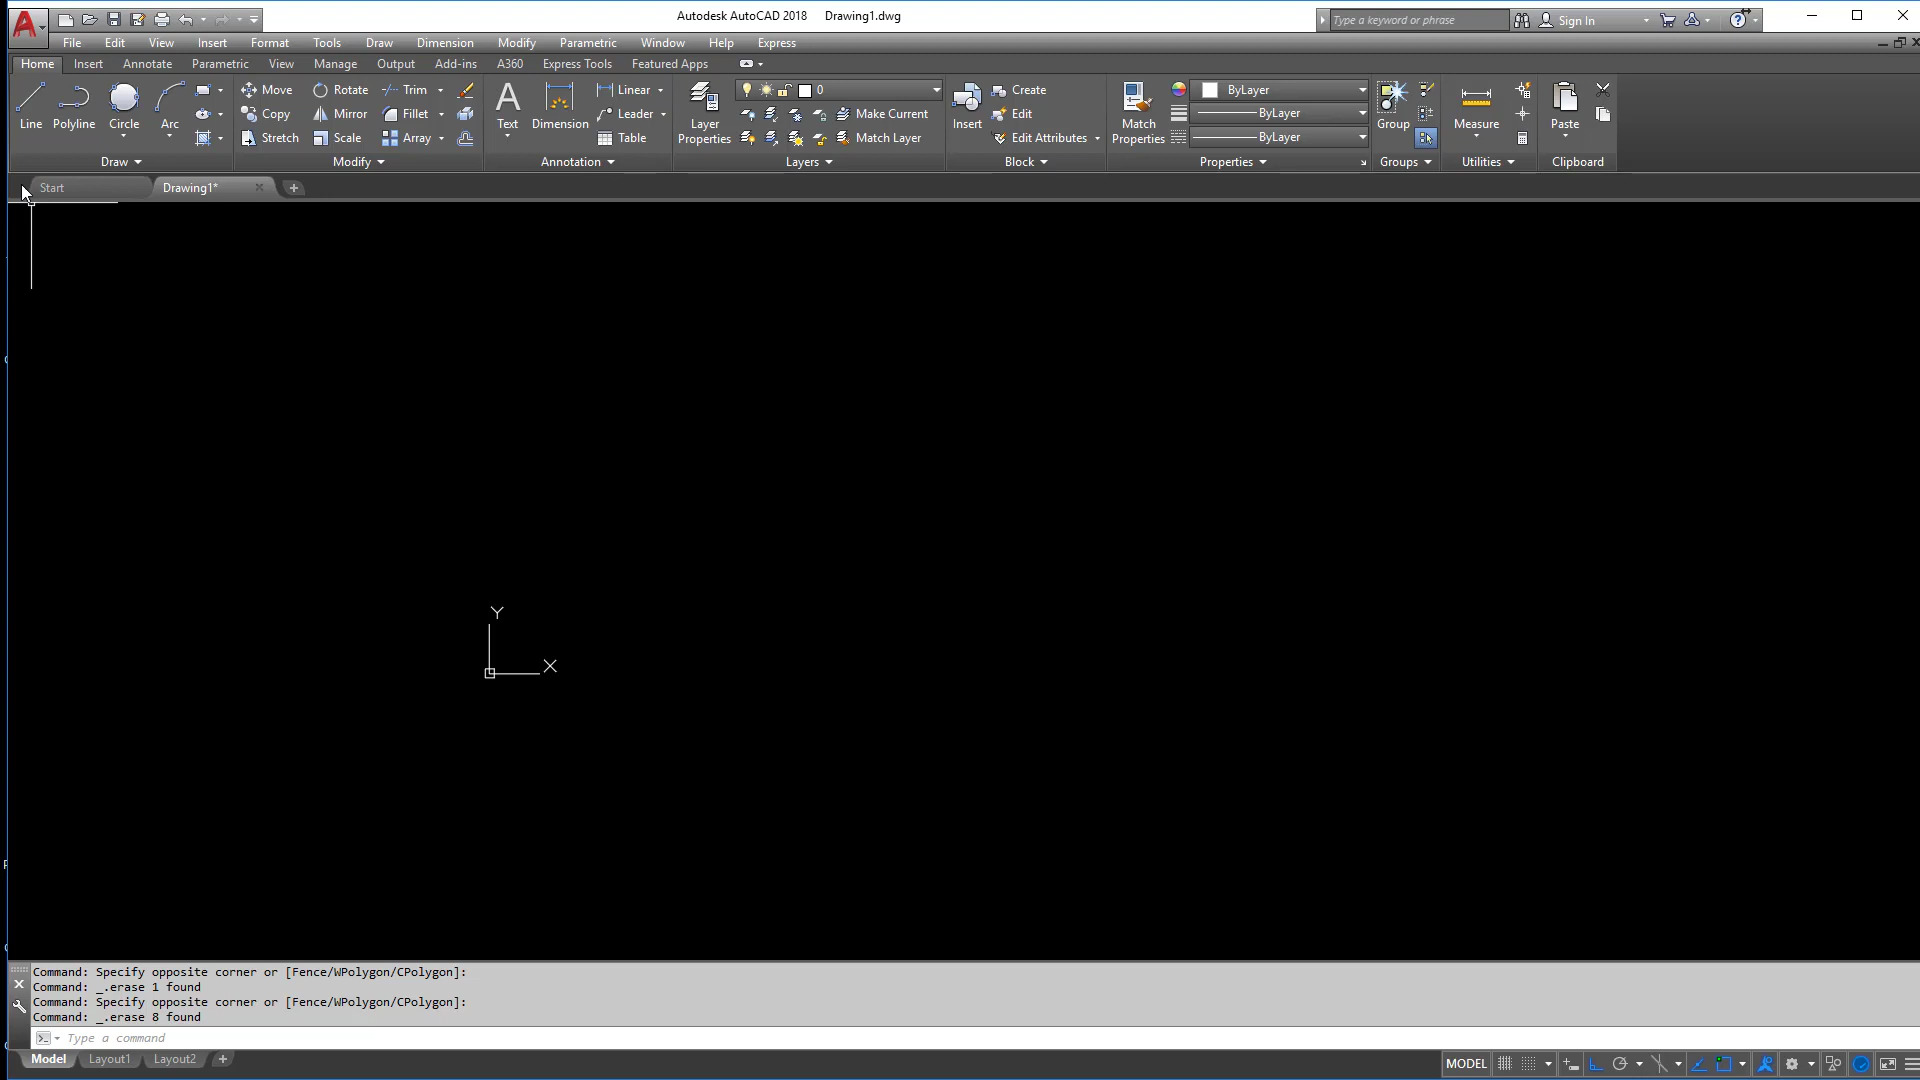 Autodesk AutoCAD 2018 Drawing1.dwg
Type a keyword or phrase
Sign In
File Edit View Insert Format Tools Draw Dimension Modify Parametric Window Help Express
Home Insert Annotate Parametric View Manage Output Add-ins A360 Express Tools Featured Apps
Move Rotate Trim Linear 0 Create ByLayer
Line Polyline Circle Arc Copy Mirror Fillet Text Dimension Leader Layer Properties Make Current Insert Edit Match Properties ByLayer Group Measure Paste
Stretch Scale Array Table Match Layer Edit Attributes ByLayer
Draw Modify Annotation Layers Block Properties Groups Utilities Clipboard
Start Drawing1*
Y
X
Command: Specify opposite corner or [Fence/WPolygon/CPolygon]:
Command: _.erase 1 found
Command: Specify opposite corner or [Fence/WPolygon/CPolygon]:
Command: _.erase 8 found
Type a command
Model Layout1 Layout2
MODEL